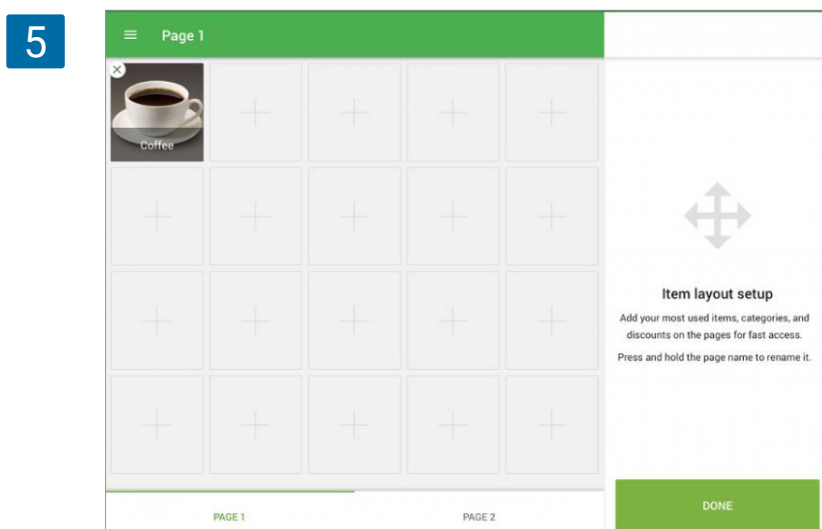 5
Page 1
Coffee
Item layout setup
Add your most used items, categories, and
discounts on the pages for fast access.
Press and hold the page name to rename it.
PAGE 1
PAGE 2
DONE